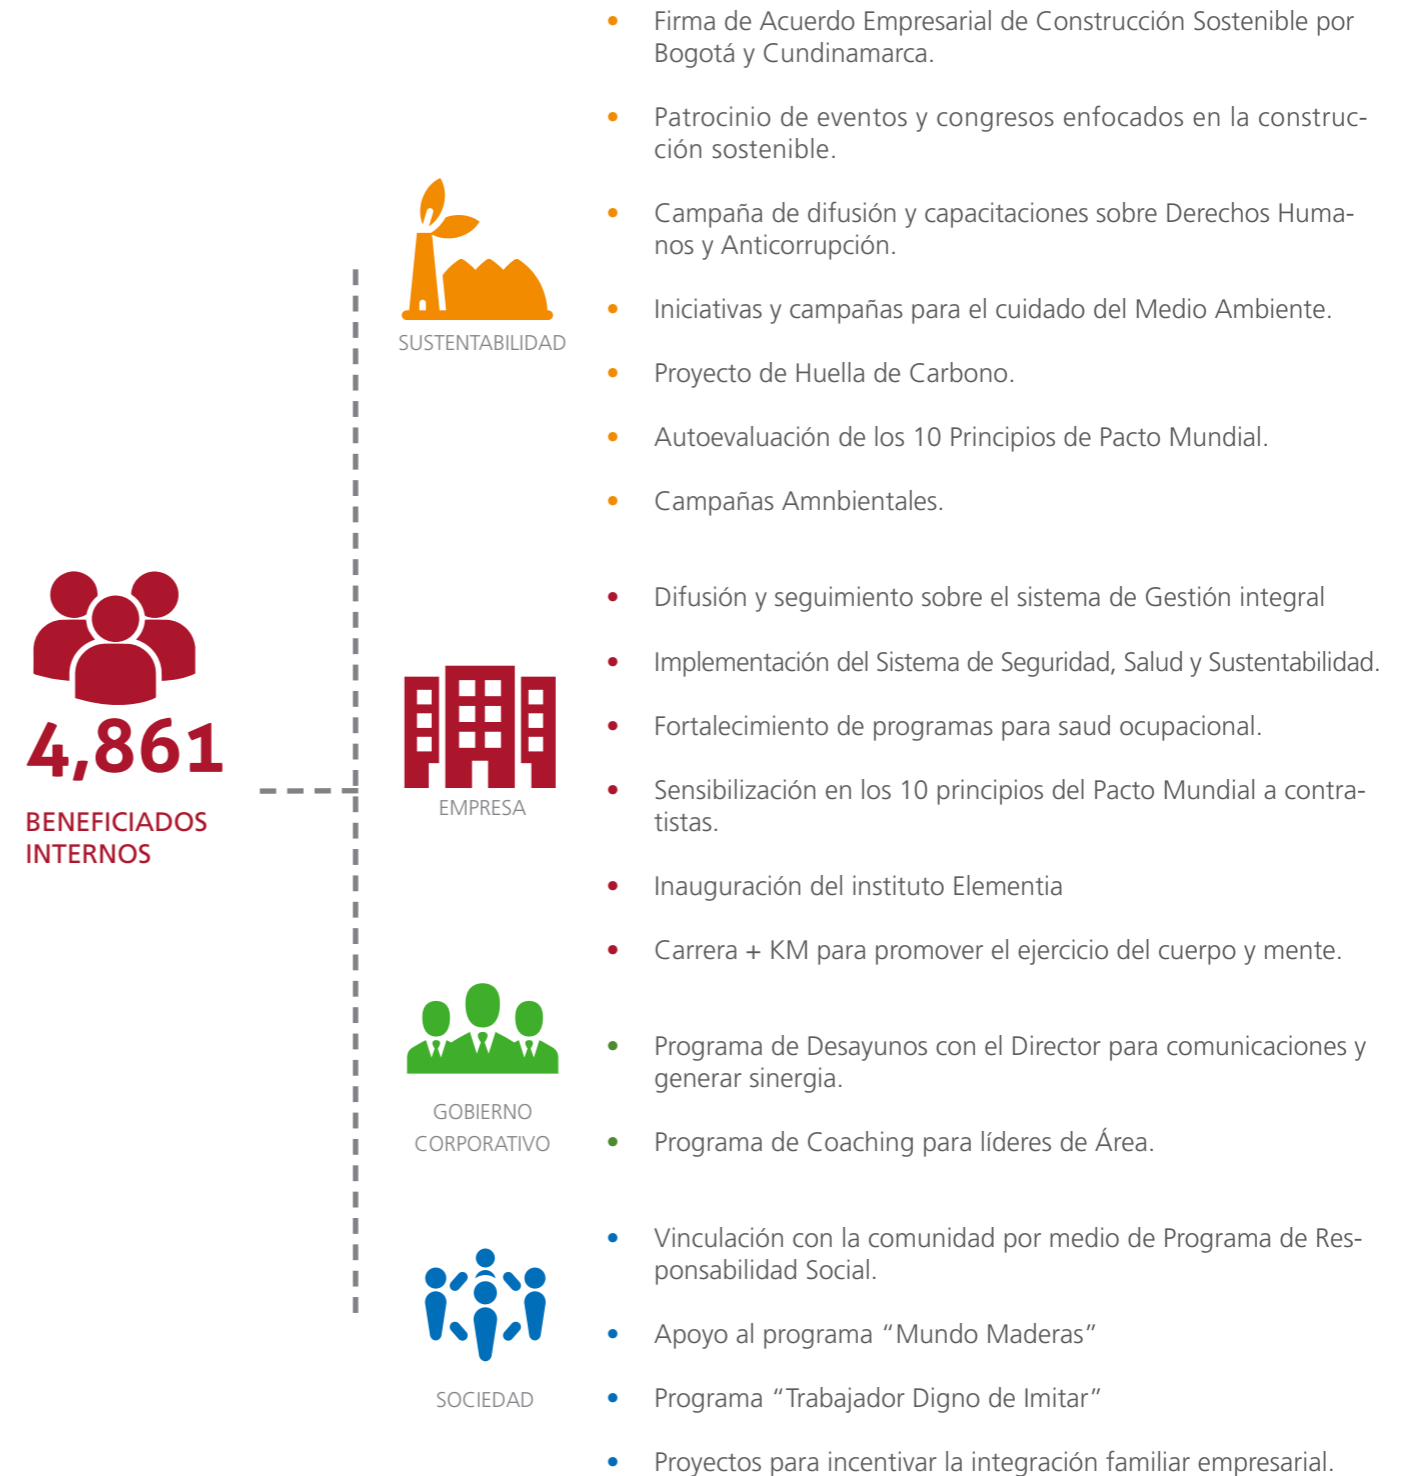 • Firma de Acuerdo Empresarial de Construcción Sostenible por
Bogotá y Cundinamarca.
• Patrocinio de eventos y congresos enfocados en la construc-
ción sostenible.
• Campaña de difusión y capacitaciones sobre Derechos Huma-
nos y Anticorrupción.
• Iniciativas y campañas para el cuidado del Medio Ambiente.
SUSTENTABILIDAD
• Proyecto de Huella de Carbono.
• Autoevaluación de los 10 Principios de Pacto Mundial.
• Campañas Amnbientales.
4,861
BENEFICIADOS
INTERNOS
EMPRESA
• Difusión y seguimiento sobre el sistema de Gestión integral
• Implementación del Sistema de Seguridad, Salud y Sustentabilidad.
• Fortalecimiento de programas para saud ocupacional.
• Sensibilización en los 10 principios del Pacto Mundial a contra-
tistas.
• Inauguración del instituto Elementia
• Carrera + KM para promover el ejercicio del cuerpo y mente.
GOBIERNO
CORPORATIVO
• Programa de Desayunos con el Director para comunicaciones y
generar sinergia.
• Programa de Coaching para líderes de Área.
SOCIEDAD
• Vinculación con la comunidad por medio de Programa de Res-
ponsabilidad Social.
• Apoyo al programa “Mundo Maderas”
• Programa “Trabajador Digno de Imitar”
• Proyectos para incentivar la integración familiar empresarial.